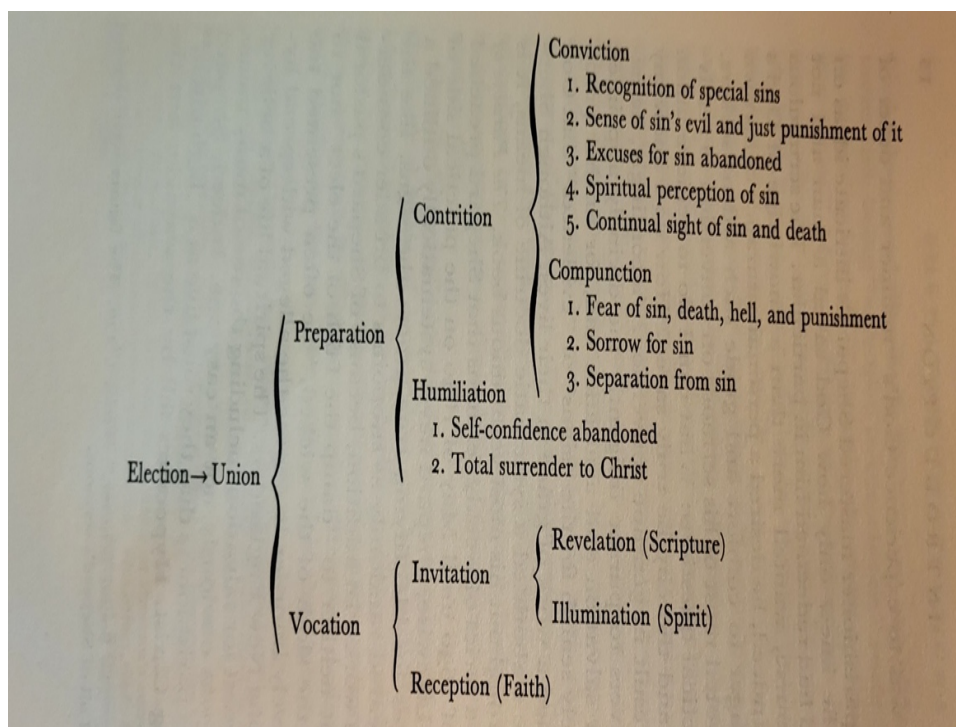 Conviction
1. Recognition of special sins
2. Sense of sin's evil and just punishment of it
3. Excuses for sin abandoned
4. Spiritual perception of sin
5. Continual sight of sin and death
Contrition
Compunction
1. Fear of sin, death, hell, and punishment
2. Sorrow for sin
3. Separation from sin
Preparation
Humiliation
1. Self-confidence abandoned
2. Total surrender to Christ
Election→Union
Revelation (Scripture)
Invitation
Illumination (Spirit)
Vocation
Reception (Faith)